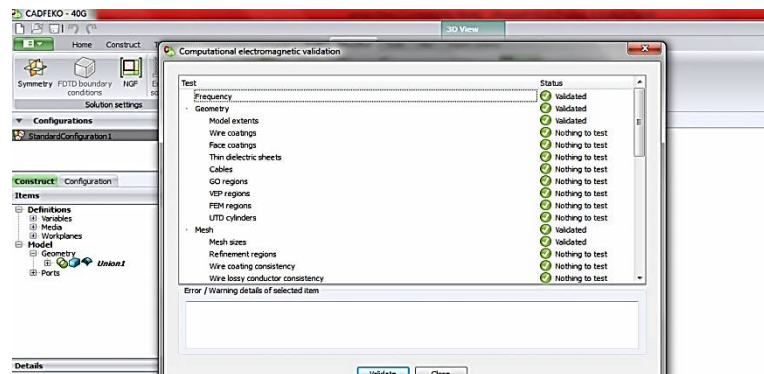 CADFEKO - 40G
3D View
Home Construct
Symmetry FDTD boundary conditions NGF
Solution settings
Configurations
StandardConfiguration1
Construct Configuration
Items
Definitions
Variables
Media
Workplanes
Model
Geometry
Union1
Ports
Details
Computational electromagnetic validation
Test Status
Frequency Validated
Geometry Validated
Model extents Validated
Wire coatings Nothing to test
Face coatings Nothing to test
Thin dielectric sheets Nothing to test
Cables Nothing to test
GO regions Nothing to test
VEP regions Nothing to test
FEM regions Nothing to test
UTD cylinders Nothing to test
Mesh Validated
Mesh sizes Validated
Refinement regions Nothing to test
Wire coating consistency Nothing to test
Wire lossy conductor consistency Nothing to test
Error / Warning details of selected item
Validate Close